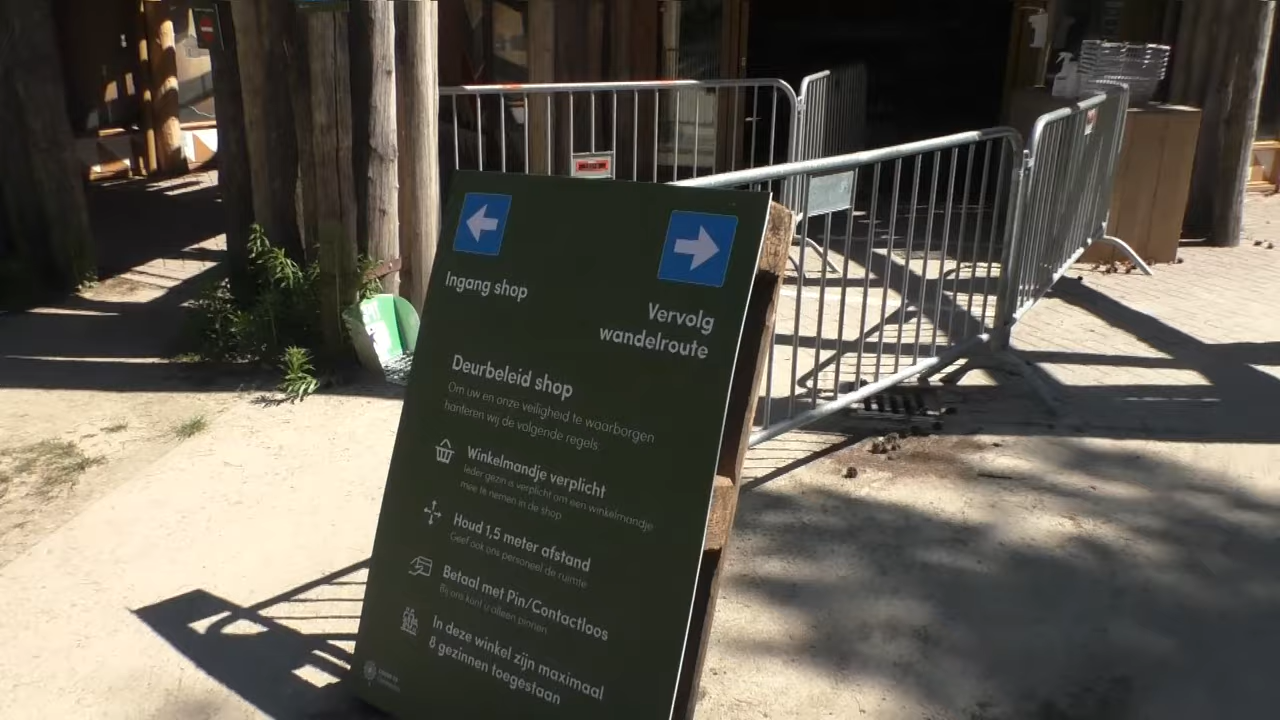 Ingang shop
Vervolg
wandelroute
Deurbeleid shop
Om uw en onze veiligheid te waarborgen
hanteren wij de volgende regels.
Winkelmandje verplicht
Ieder gezin is verplicht om een winkelmandje
mee te nemen in de shop
Houd 1,5 meter afstand
Geef ook ons personeel de ruimte
Betaal met Pin/Contactloos
Bij ons kunt u alleen pinnen.
In deze winkel zijn maximaal
8 gezinnen toegestaan